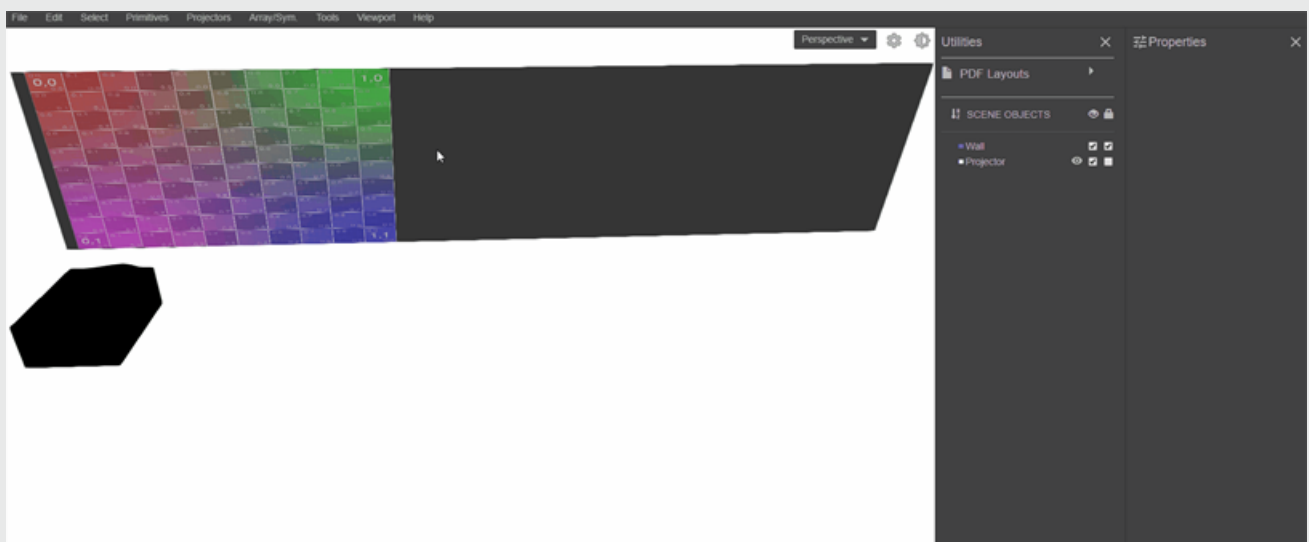 File Edit Select Primitives Projectors Array/Sym. Tools Viewport Help
Perspective
Utilities
Properties
PDF Layouts
SCENE OBJECTS
Wall
Projector
0,0
1,0
0,1
1,1